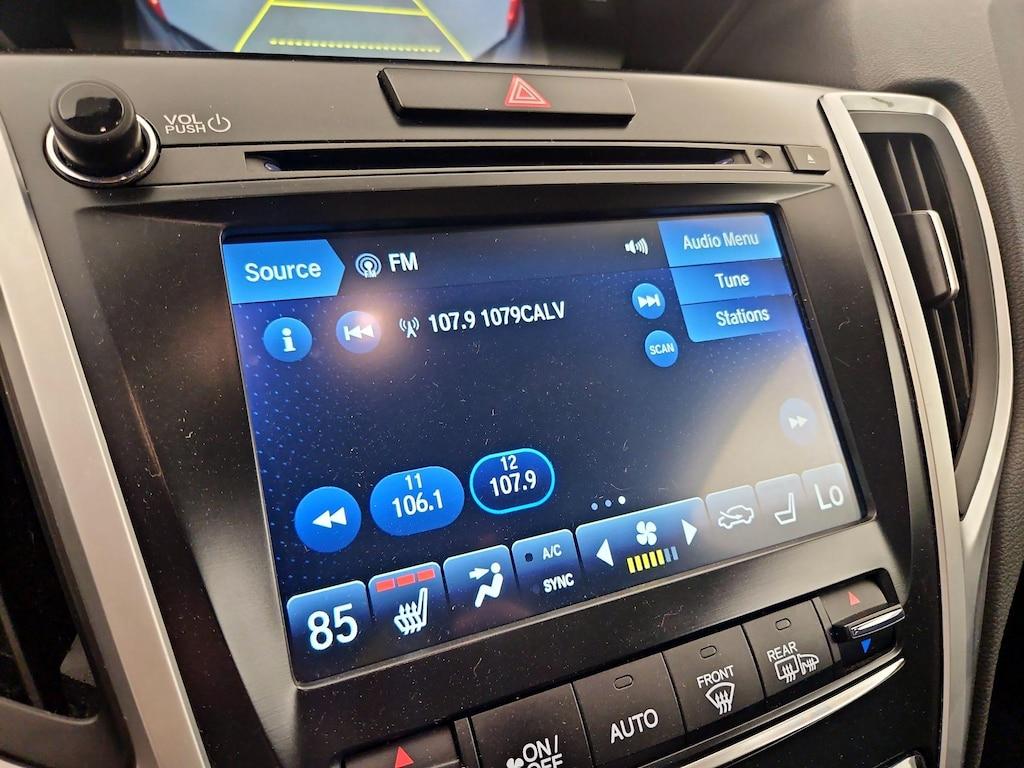 VOL
PUSH
Source
FM
Audio Menu
Tune
Stations
i
107.9 1079CALV
SCAN
11
106.1
12
107.9
85
A/C
SYNC
Lo
ON/
OFF
AUTO
FRONT
REAR